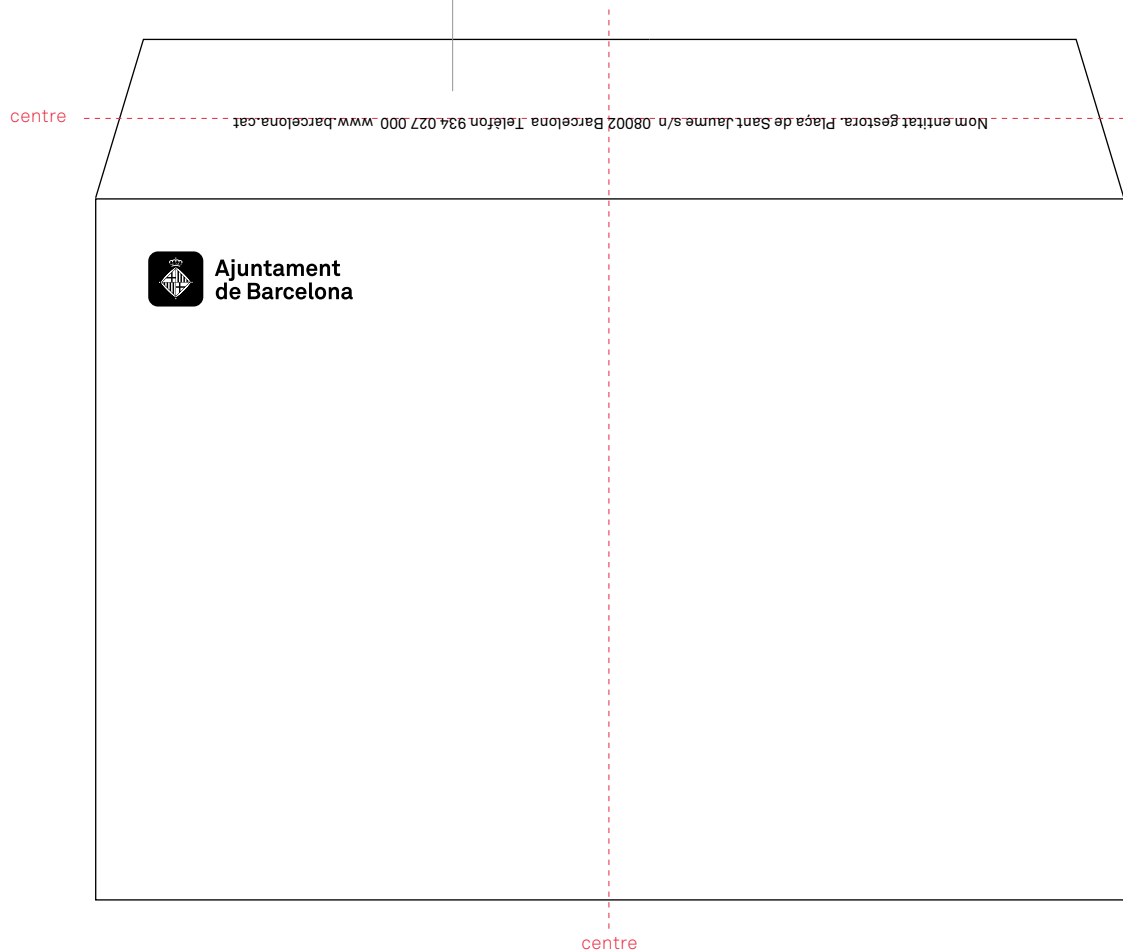 centre
Nom entitat gestora. Plaça de Sant Jaume s/n 08002 Barcelona Telèfon 934 027 000 www.barcelona.cat
Ajuntament
de Barcelona
centre